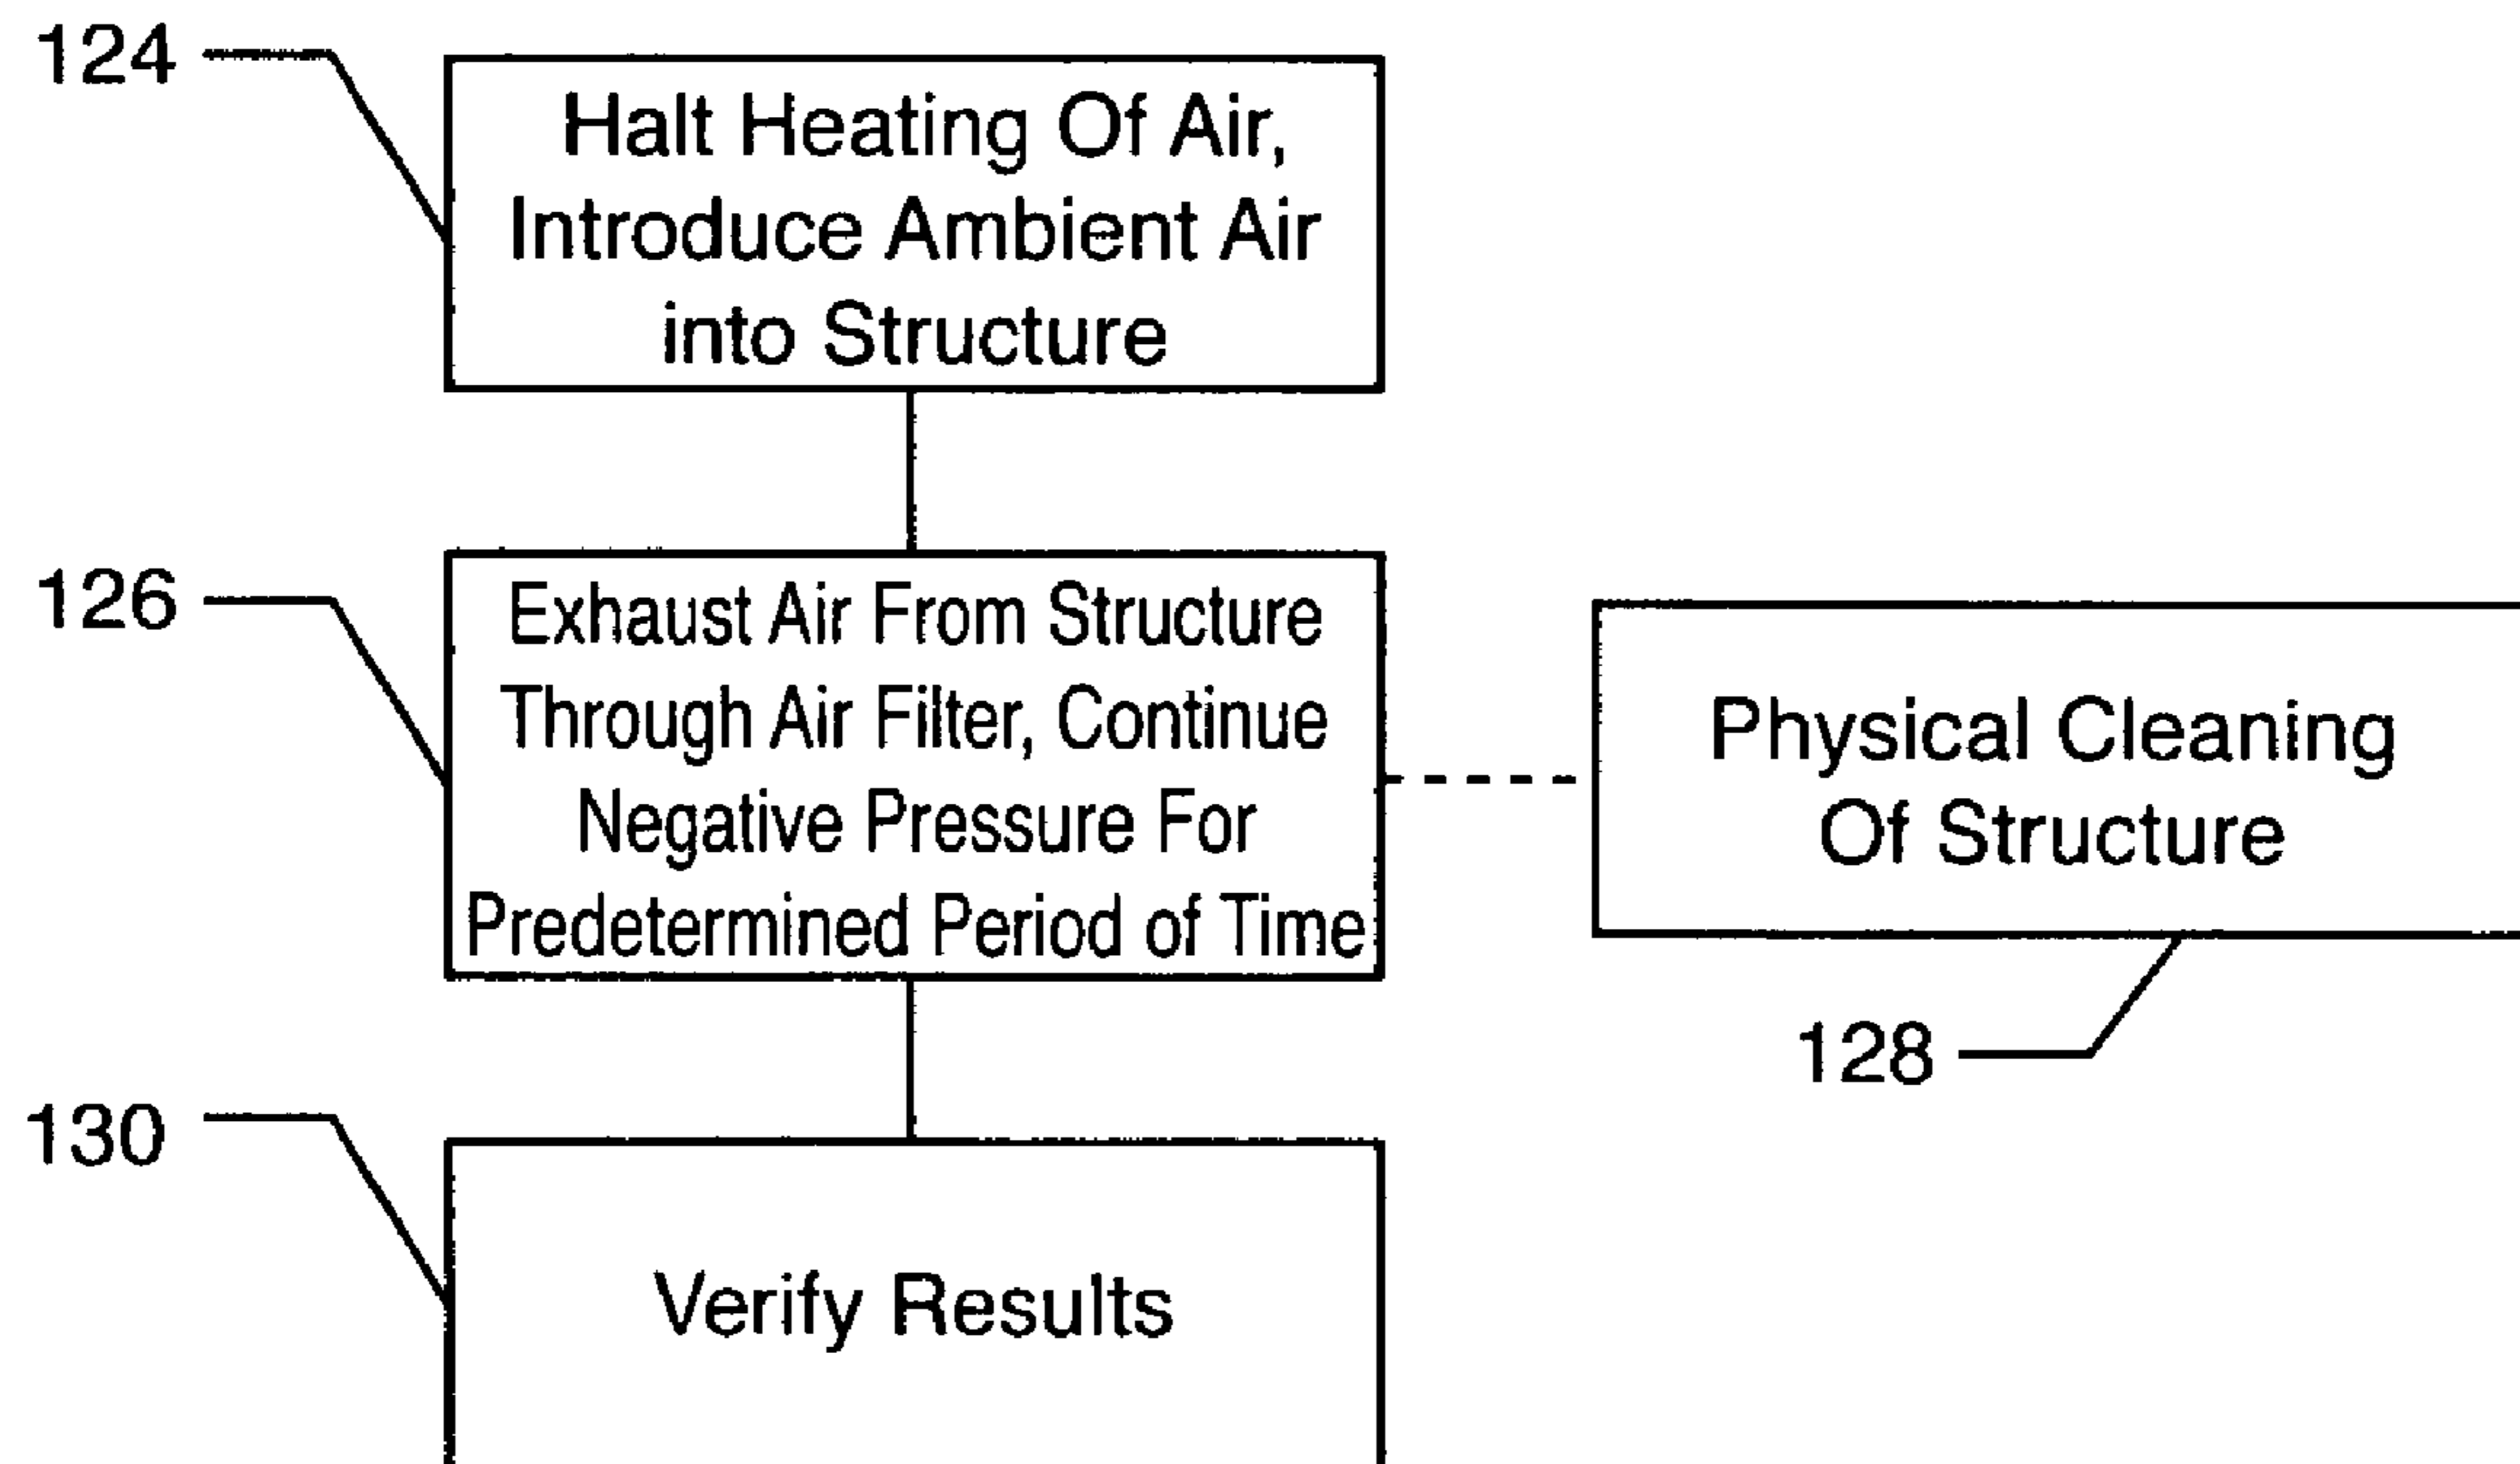 124
Halt Heating Of Air,
Introduce Ambient Air
into Structure
126
Exhaust Air From Structure
Through Air Filter, Continue
Negative Pressure For
Predetermined Period of Time
Physical Cleaning
Of Structure
128
130
Verify Results